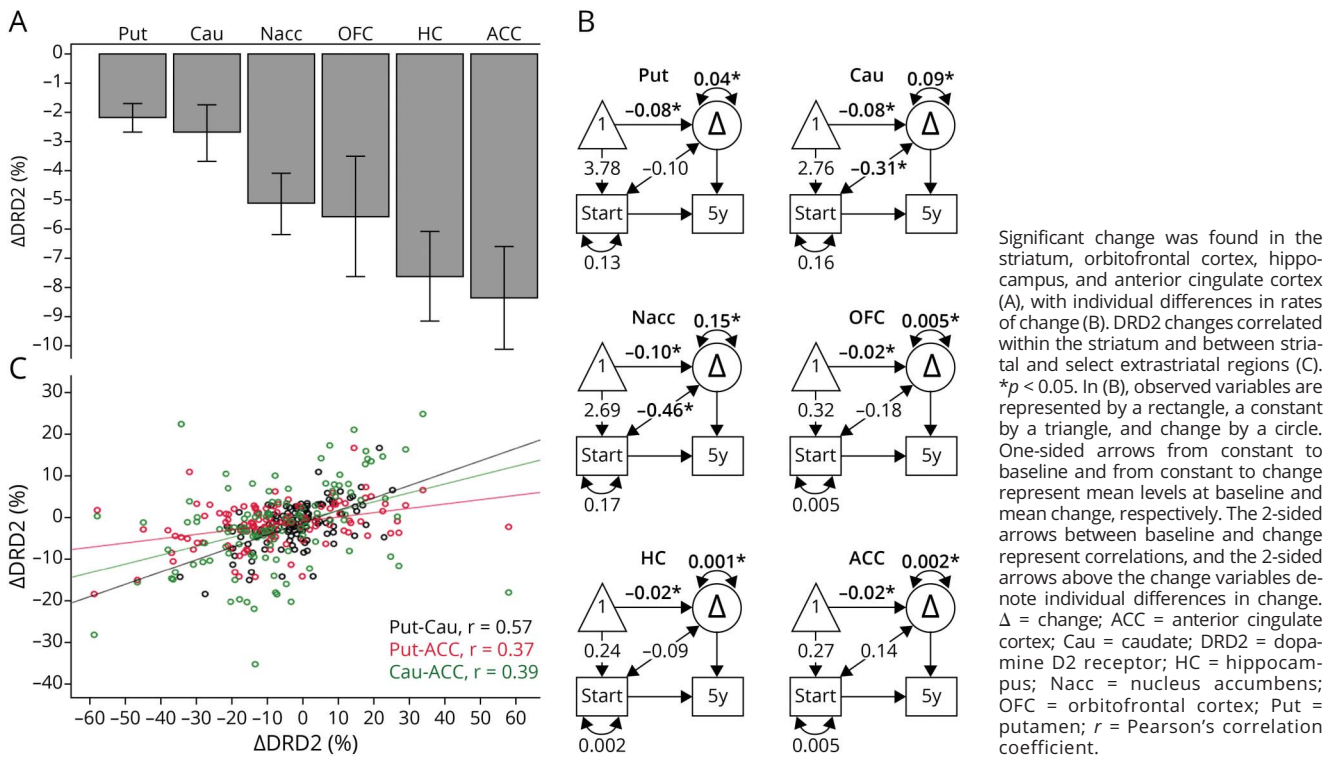 A
Put Cau Nacc OFC HC ACC
0
−1
−2
−3
−4
−5
−6
−7
−8
−9
−10
ΔDRD2 (%)
B
Put
0.04*
−0.08*
1
Δ
3.78
−0.10
Start
5y
0.13
Cau
0.09*
−0.08*
1
Δ
2.76
−0.31*
Start
5y
0.16
Nacc
0.15*
−0.10*
1
Δ
2.69
−0.46*
Start
5y
0.17
OFC
0.005*
−0.02*
1
Δ
0.32
−0.18
Start
5y
0.005
HC
0.001*
−0.02*
1
Δ
0.24
−0.09
Start
5y
0.002
ACC
0.002*
−0.02*
1
Δ
0.27
0.14
Start
5y
0.005
C
30
20
10
0
−10
−20
−30
−40
ΔDRD2 (%)
Put-Cau, r = 0.57
Put-ACC, r = 0.37
Cau-ACC, r = 0.39
−60 −50 −40 −30 −20 −10 0 10 20 30 40 50 60
ΔDRD2 (%)
Significant change was found in the
striatum, orbitofrontal cortex, hippo-
campus, and anterior cingulate cortex
(A), with individual differences in rates
of change (B). DRD2 changes correlated
within the striatum and between stria-
tal and select extrastriatal regions (C).
*p < 0.05. In (B), observed variables are
represented by a rectangle, a constant
by a triangle, and change by a circle.
One-sided arrows from constant to
baseline and from constant to change
represent mean levels at baseline and
mean change, respectively. The 2-sided
arrows between baseline and change
represent correlations, and the 2-sided
arrows above the change variables de-
note individual differences in change.
Δ = change; ACC = anterior cingulate
cortex; Cau = caudate; DRD2 = dopa-
mine D2 receptor; HC = hippocam-
pus; Nacc = nucleus accumbens;
OFC = orbitofrontal cortex; Put =
putamen; r = Pearson's correlation
coefficient.